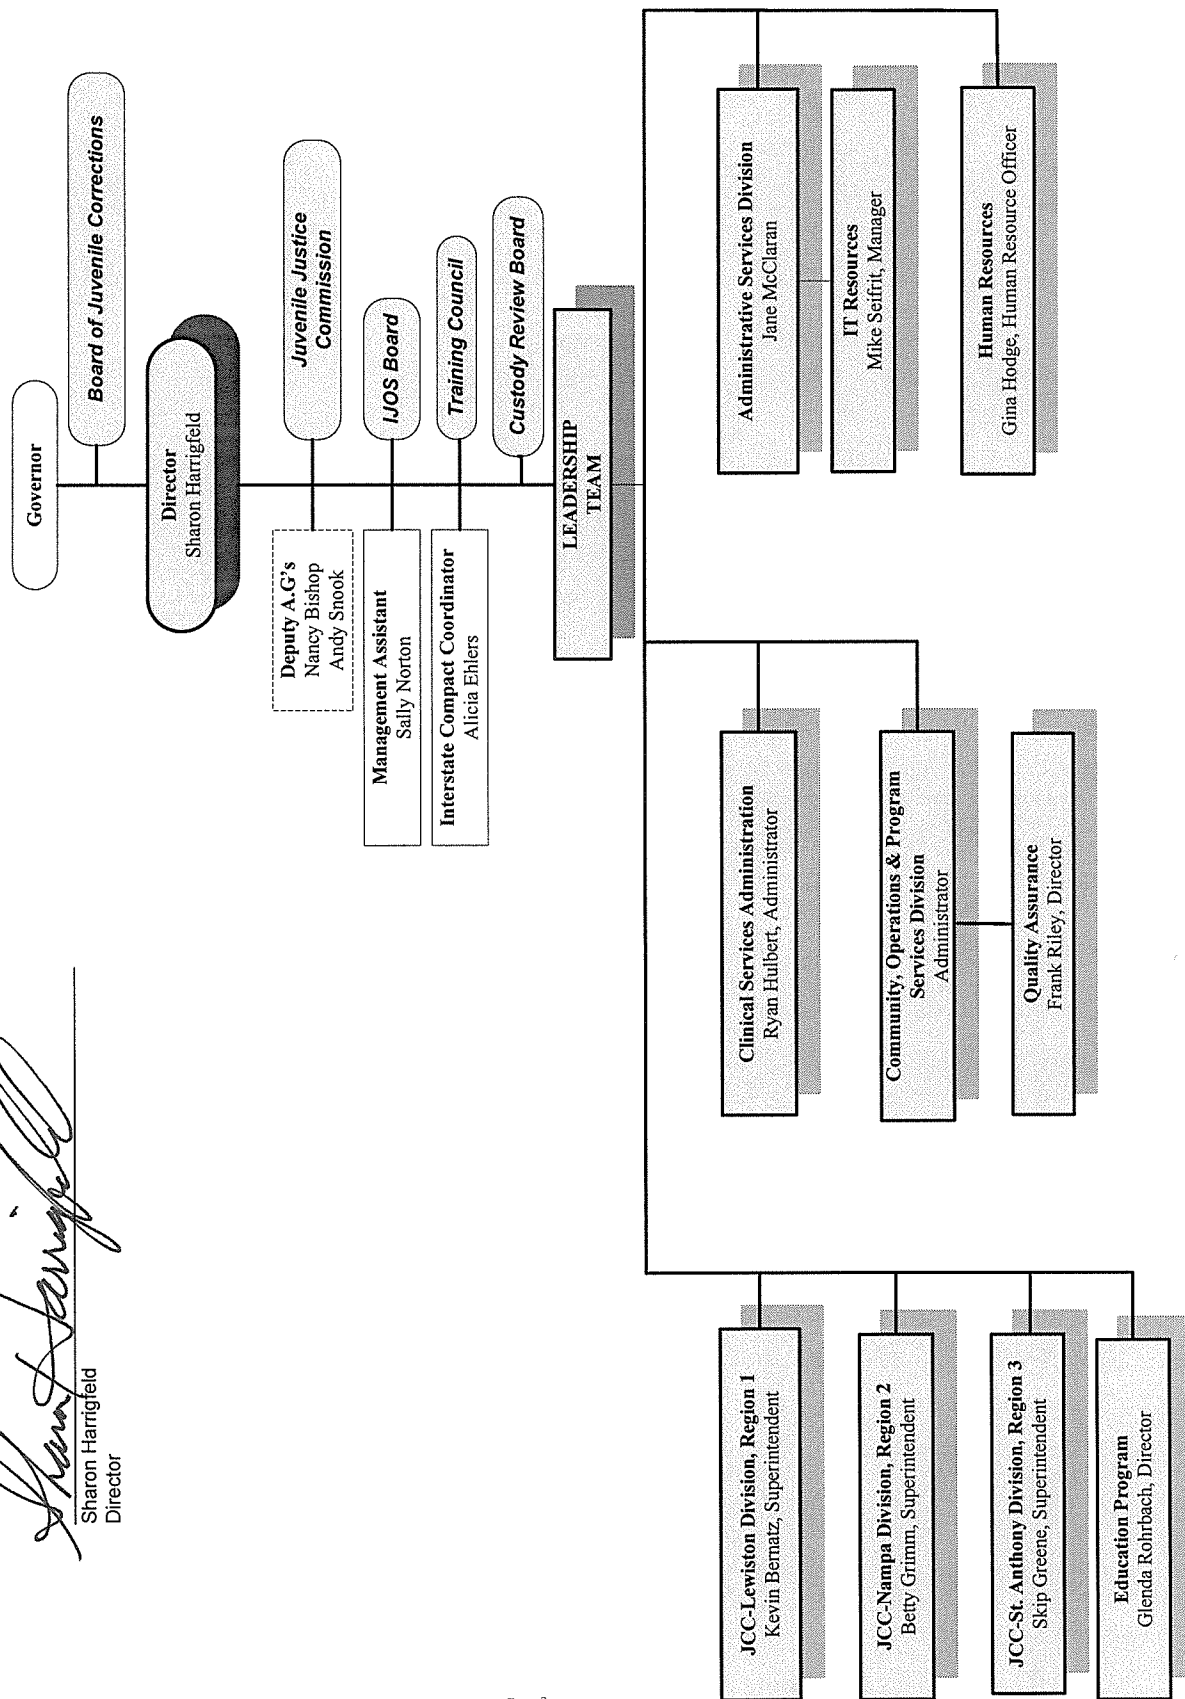 Sharon Harrigfeld
Sharon Harrigfeld
Director
Governor
Board of Juvenile Corrections
Director
Sharon Harrigfeld
Deputy A.G's
Nancy Bishop
Andy Snook
Juvenile Justice
Commission
Management Assistant
Sally Norton
IJOS Board
Interstate Compact Coordinator
Alicia Ehlers
Training Council
Custody Review Board
LEADERSHIP
TEAM
JCC-Lewiston Division, Region 1
Kevin Bernatz, Superintendent
JCC-Nampa Division, Region 2
Betty Grimm, Superintendent
JCC-St. Anthony Division, Region 3
Skip Greene, Superintendent
Education Program
Glenda Rohrbach, Director
Clinical Services Administration
Ryan Hulbert, Administrator
Community, Operations & Program
Services Division
Administrator
Quality Assurance
Frank Riley, Director
Administrative Services Division
Jane McClaran
IT Resources
Mike Seifrit, Manager
Human Resources
Gina Hodge, Human Resource Officer